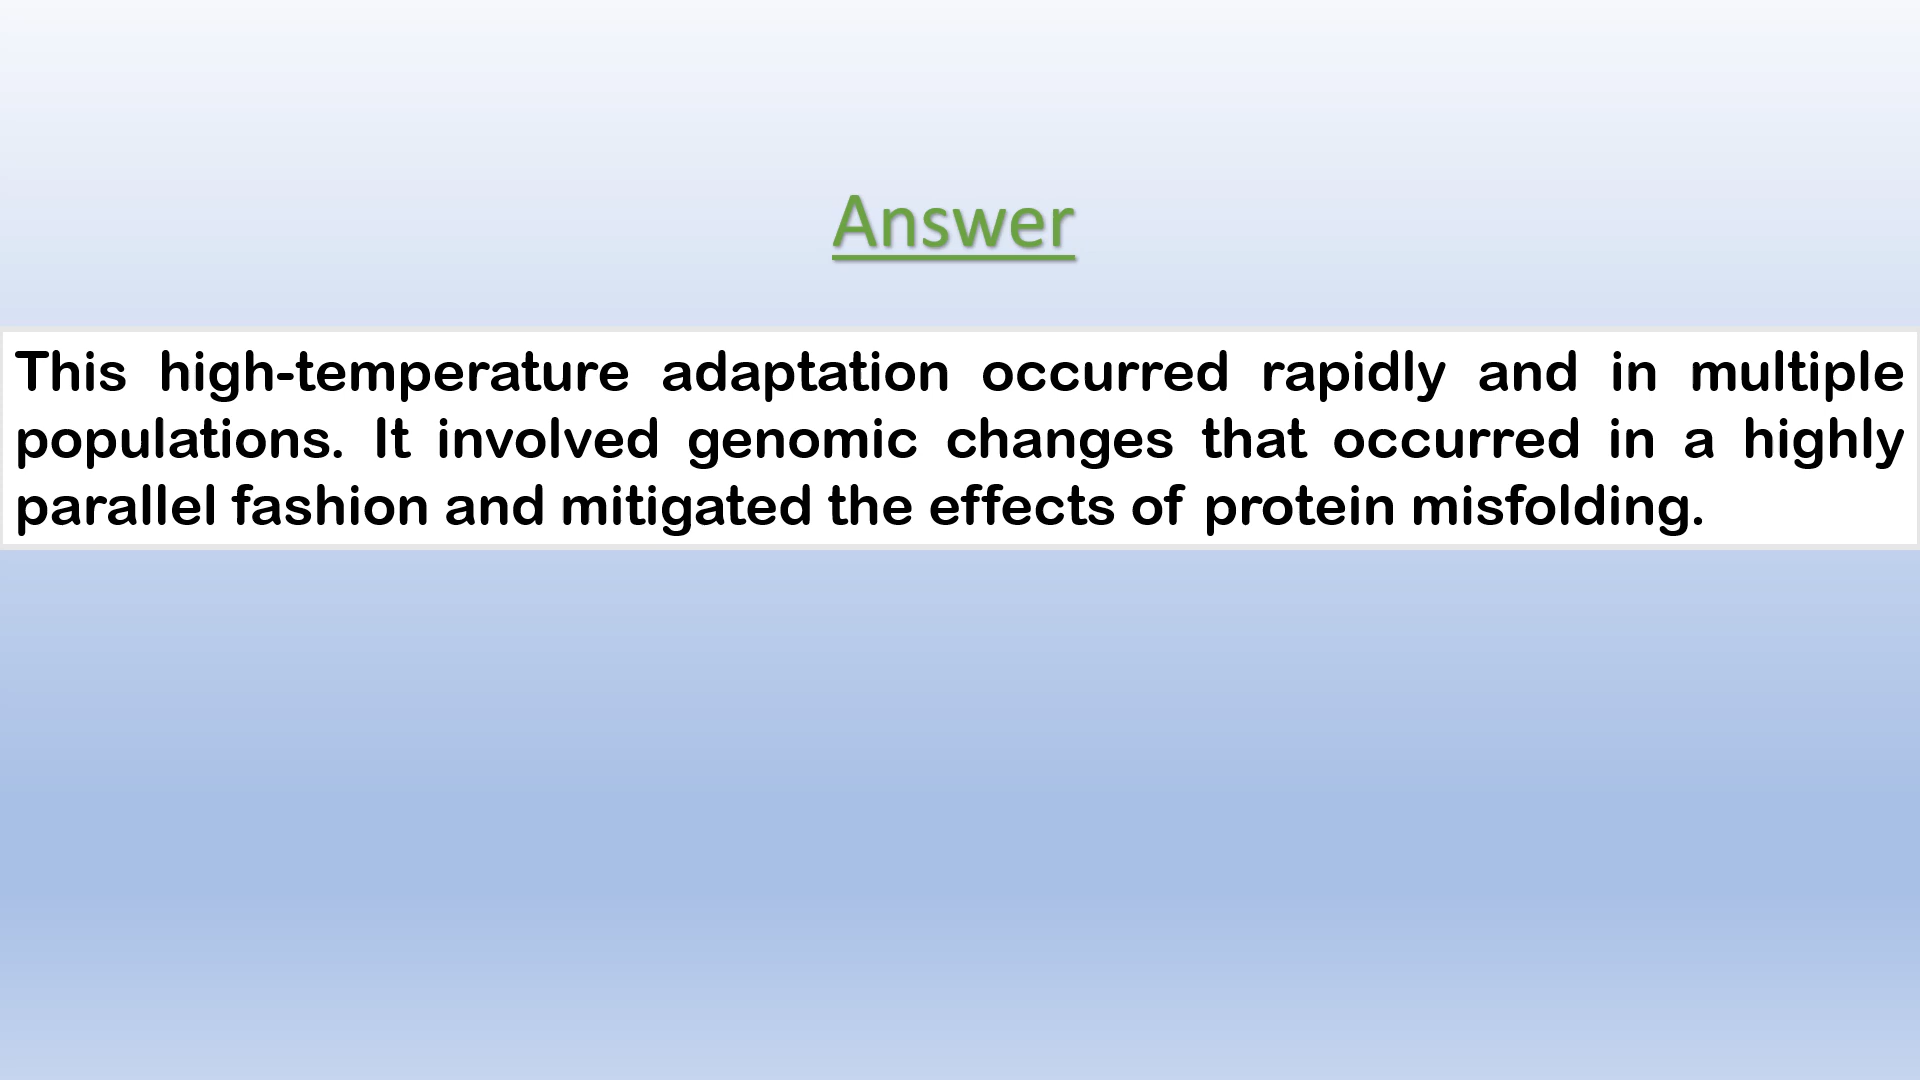 Answer
This high-temperature adaptation occurred rapidly and in multiple
populations. It involved genomic changes that occurred in a highly
parallel fashion and mitigated the effects of protein misfolding.